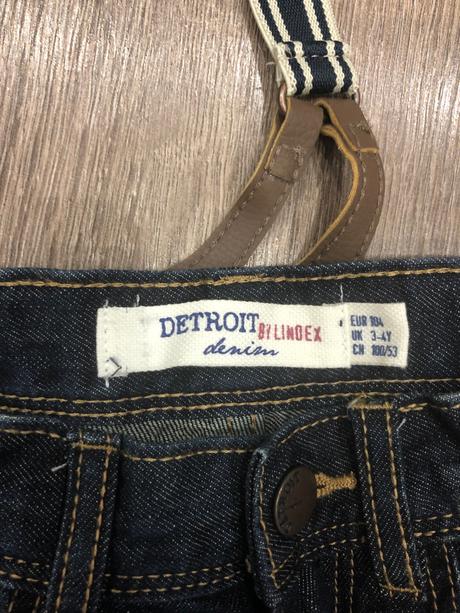 DETROIT BY LINDEX
denim
EUR 104
UK 3-4Y
CN 100/53